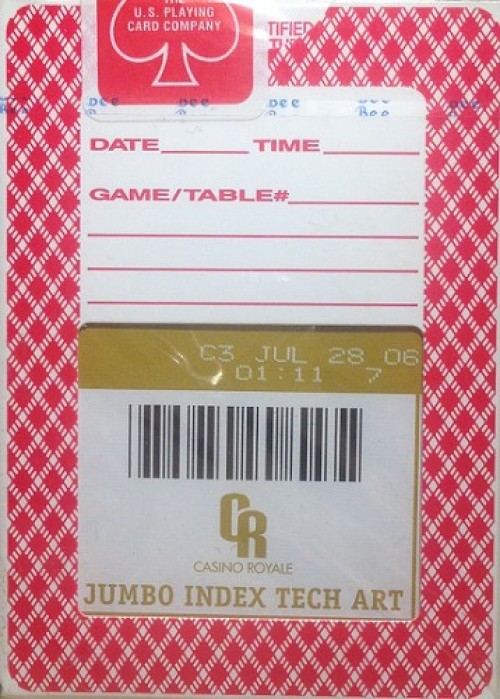 THE
U.S. PLAYING
CARD COMPANY
TIFIED
DATE TIME
GAME/TABLE#
C3 JUL 28 06
01:11 7
CR
CASINO ROYALE
JUMBO INDEX TECH ART